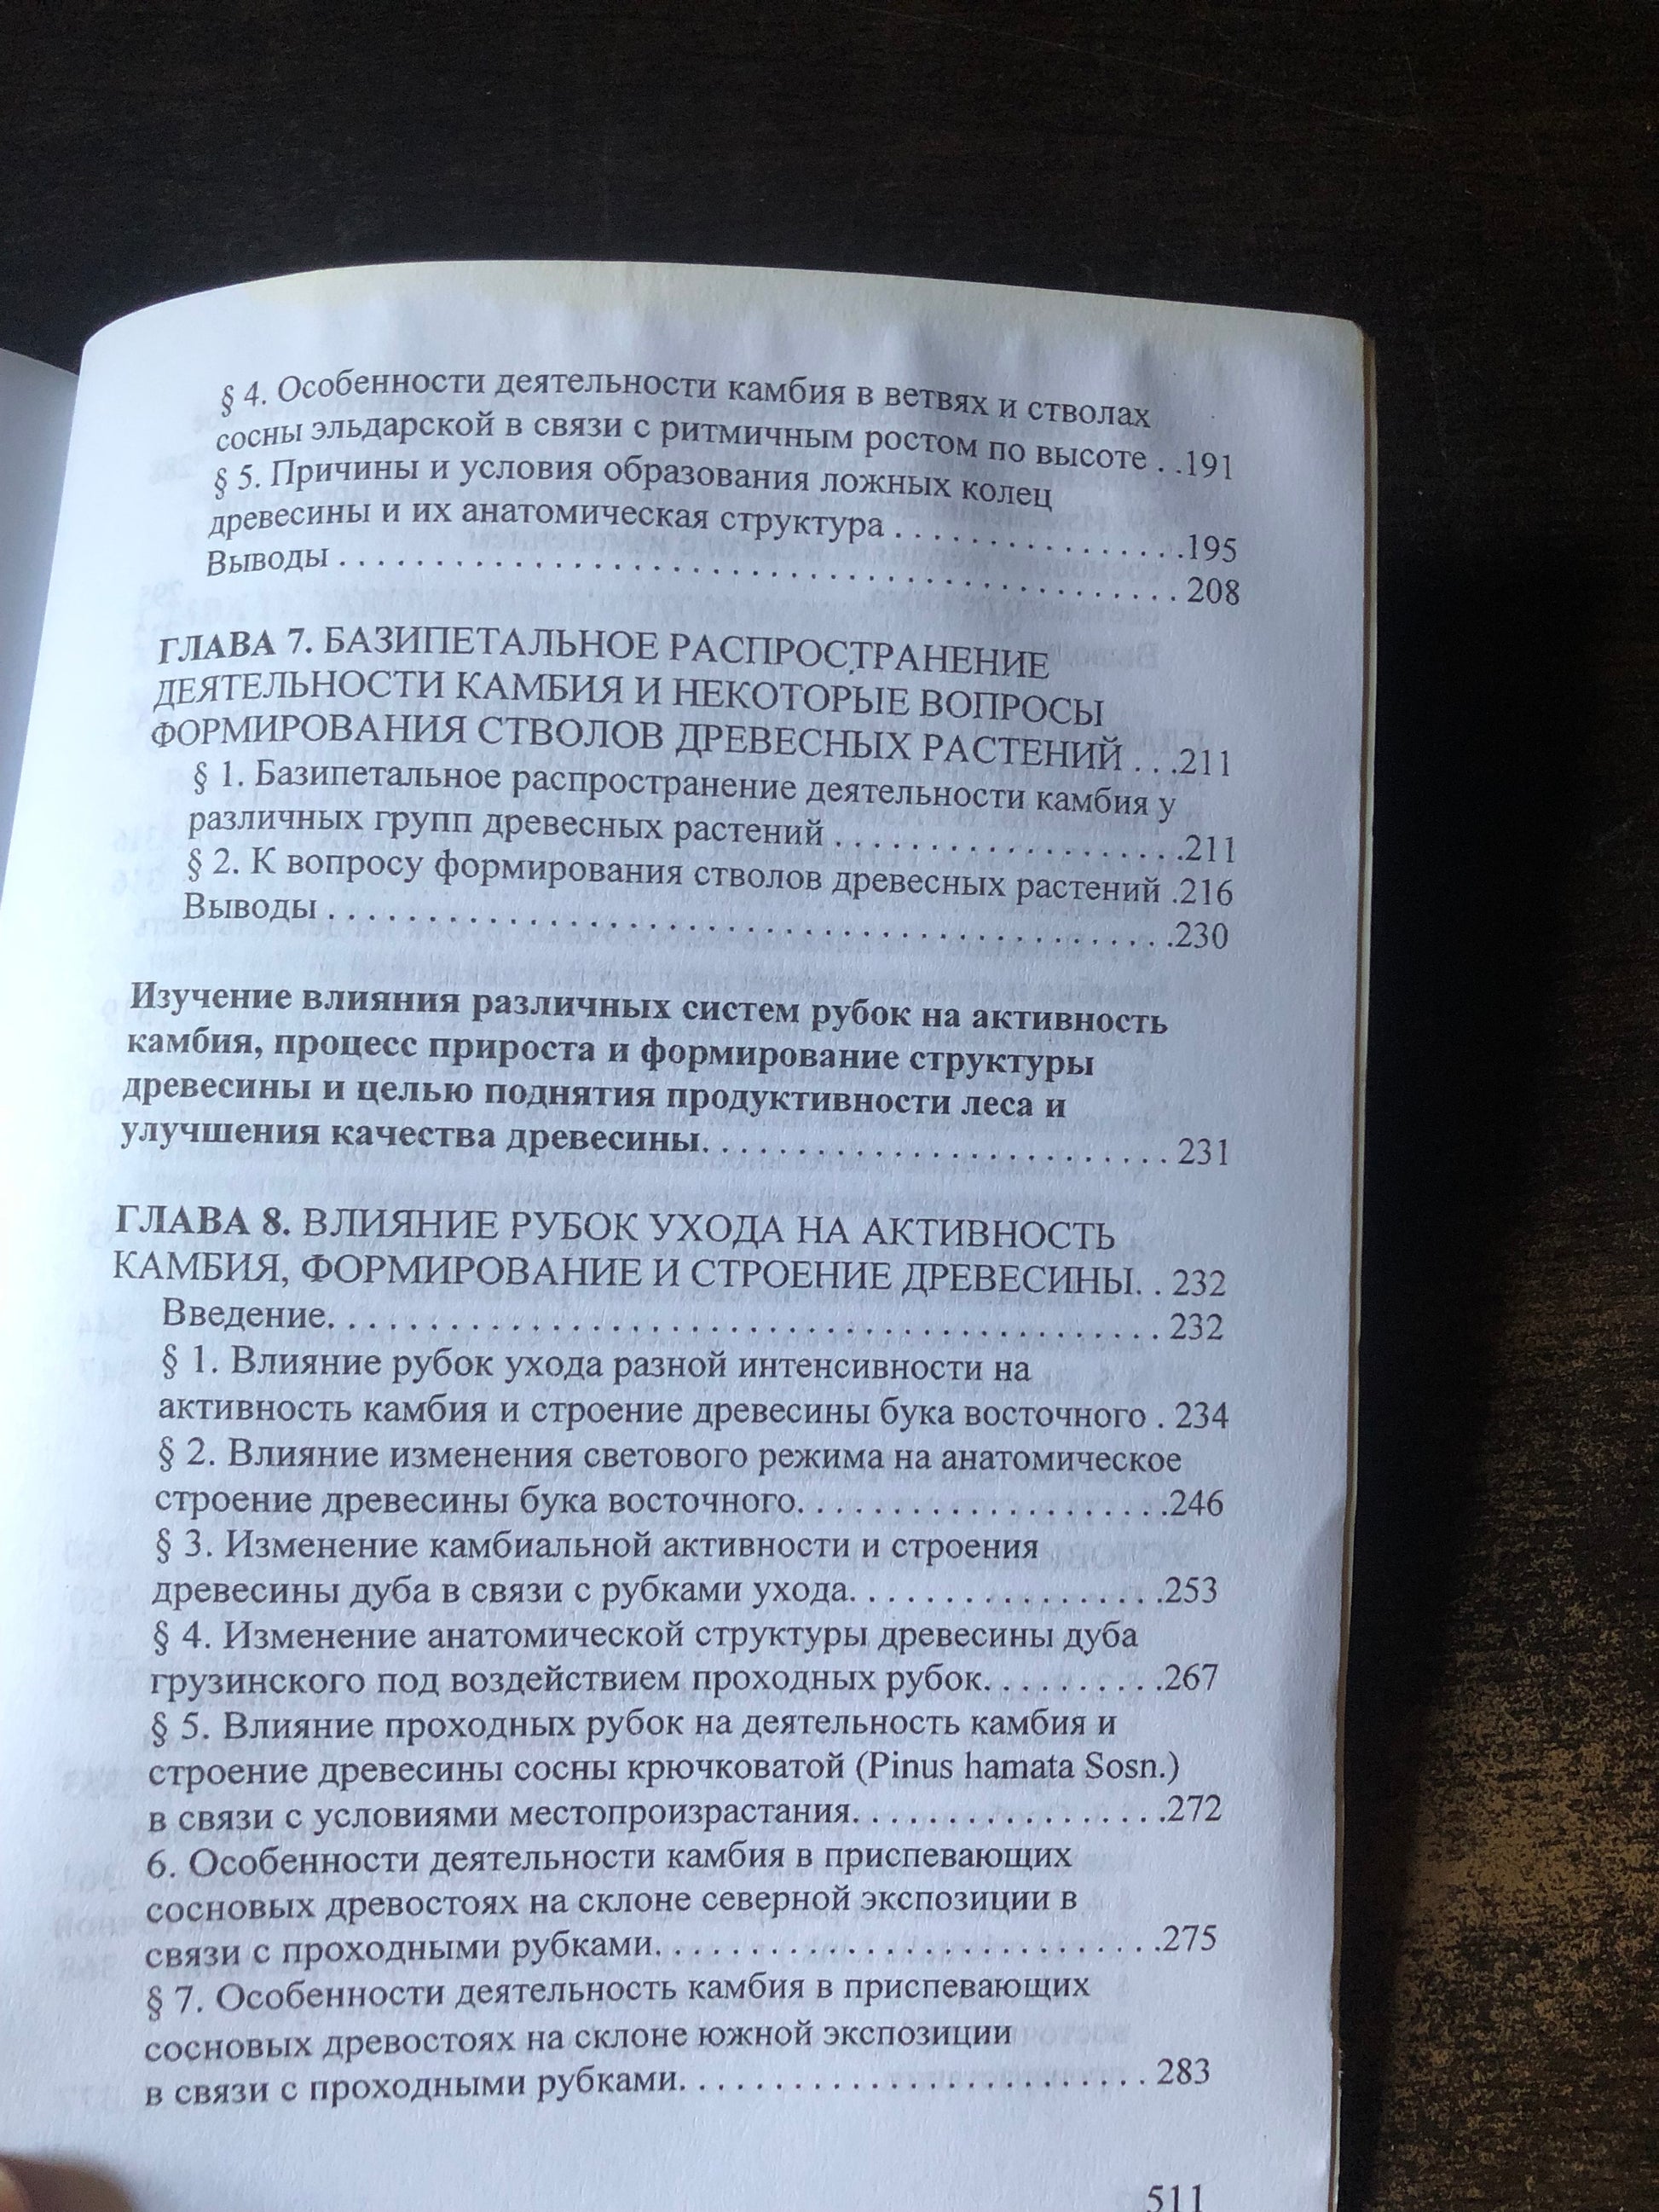 § 4. Особенности деятельности камбия в ветвях и стволах
сосны эльдарской в связи с ритмичным ростом по высоте . .191
§ 5. Причины и условия образования ложных колец
древесины и их анатомическая структура . . . . . . . . . . . . . . . .195
Выводы . . . . . . . . . . . . . . . . . . . . . . . . . . . . . . . . . . . . . . . . . . . . . 208
ГЛАВА 7. БАЗИПЕТАЛЬНОЕ РАСПРОСТРАНЕНИЕ
ДЕЯТЕЛЬНОСТИ КАМБИЯ И НЕКОТОРЫЕ ВОПРОСЫ
ФОРМИРОВАНИЯ СТВОЛОВ ДРЕВЕСНЫХ РАСТЕНИЙ . . .211
§ 1. Базипетальное распространение деятельности камбия у
различных групп древесных растений . . . . . . . . . . . . . . . . . . .211
§ 2. К вопросу формирования стволов древесных растений .216
Выводы . . . . . . . . . . . . . . . . . . . . . . . . . . . . . . . . . . . . . . . . . . . . .230
Изучение влияния различных систем рубок на активность
камбия, процесс прироста и формирование структуры
древесины и целью поднятия продуктивности леса и
улучшения качества древесины. . . . . . . . . . . . . . . . . . . . . . . . . 231
ГЛАВА 8. ВЛИЯНИЕ РУБОК УХОДА НА АКТИВНОСТЬ
КАМБИЯ, ФОРМИРОВАНИЕ И СТРОЕНИЕ ДРЕВЕСИНЫ. . 232
Введение. . . . . . . . . . . . . . . . . . . . . . . . . . . . . . . . . . . . . . . . . . . . 232
§ 1. Влияние рубок ухода разной интенсивности на
активность камбия и строение древесины бука восточного . 234
§ 2. Влияние изменения светового режима на анатомическое
строение древесины бука восточного. . . . . . . . . . . . . . . . . . . .246
§ 3. Изменение камбиальной активности и строения
древесины дуба в связи с рубками ухода. . . . . . . . . . . . . . . . .253
§ 4. Изменение анатомической структуры древесины дуба
грузинского под воздействием проходных рубок. . . . . . . . . .267
§ 5. Влияние проходных рубок на деятельность камбия и
строение древесины сосны крючковатой (Pinus hamata Sosn.)
в связи с условиями местопроизрастания. . . . . . . . . . . . . . . . .272
6. Особенности деятельности камбия в приспевающих
сосновых древостоях на склоне северной экспозиции в
связи с проходными рубками. . . . . . . . . . . . . . . . . . . . . . . . . . .275
§ 7. Особенности деятельность камбия в приспевающих
сосновых древостоях на склоне южной экспозиции
в связи с проходными рубками. . . . . . . . . . . . . . . . . . . . . . . . . 283
511